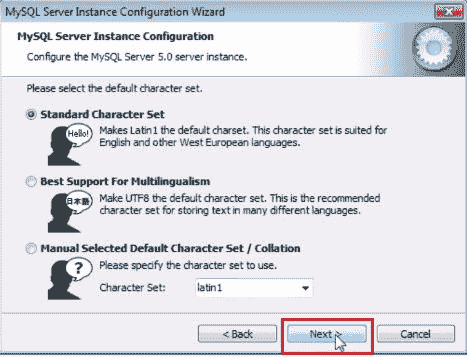 MySQL Server Instance Configuration Wizard
MySQL Server Instance Configuration
Configure the MySQL Server 5.0 server instance.
Please select the default character set.
Standard Character Set
Hello!
Makes Latin1 the default charset. This character set is suited for
English and other West European languages.
Best Support For Multilingualism
日本語
Make UTF8 the default character set. This is the recommended
character set for storing text in many different languages.
Manual Selected Default Character Set / Collation
?
Please specify the character set to use.
Character Set: latin1
< Back Next > Cancel